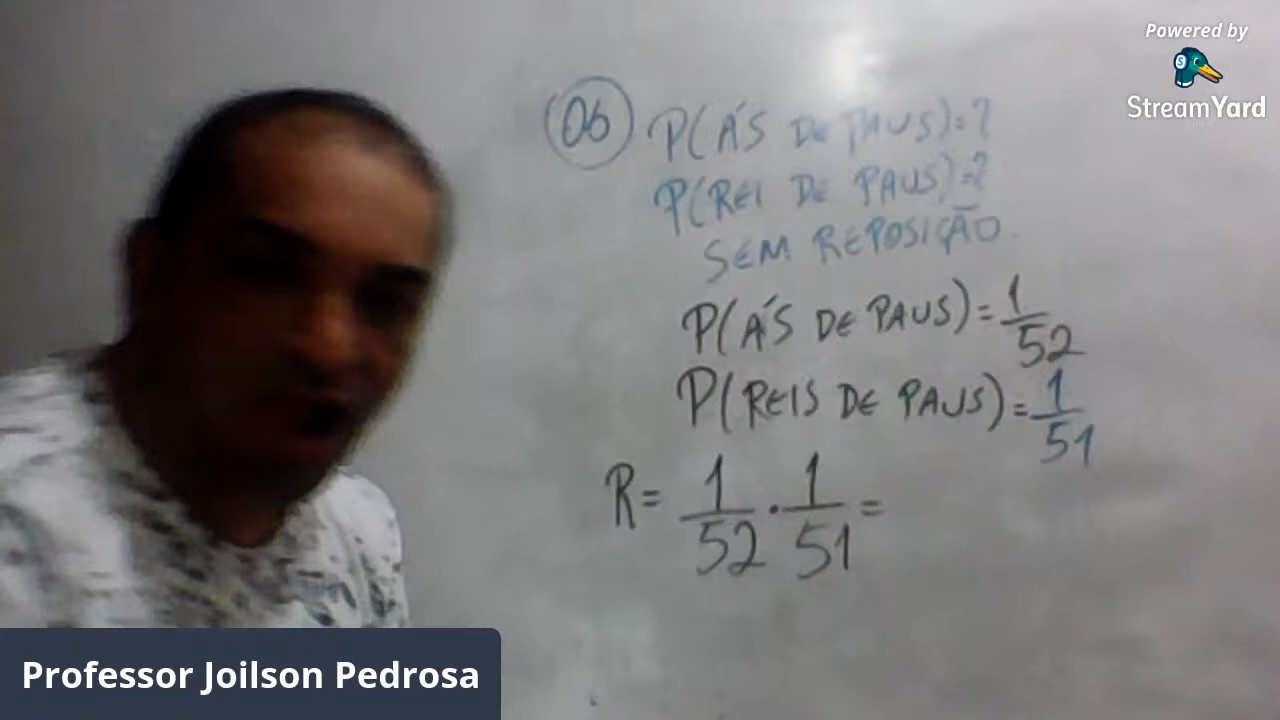 Powered by
StreamYard
06 P(ÁS DE PAUS)=?
P(REI DE PAUS)=?
SEM REPOSIÇÃO.
P(ÁS DE PAUS)=1/52
P(REIS DE PAUS)=1/51
R= 1/52 . 1/51 =
Professor Joilson Pedrosa